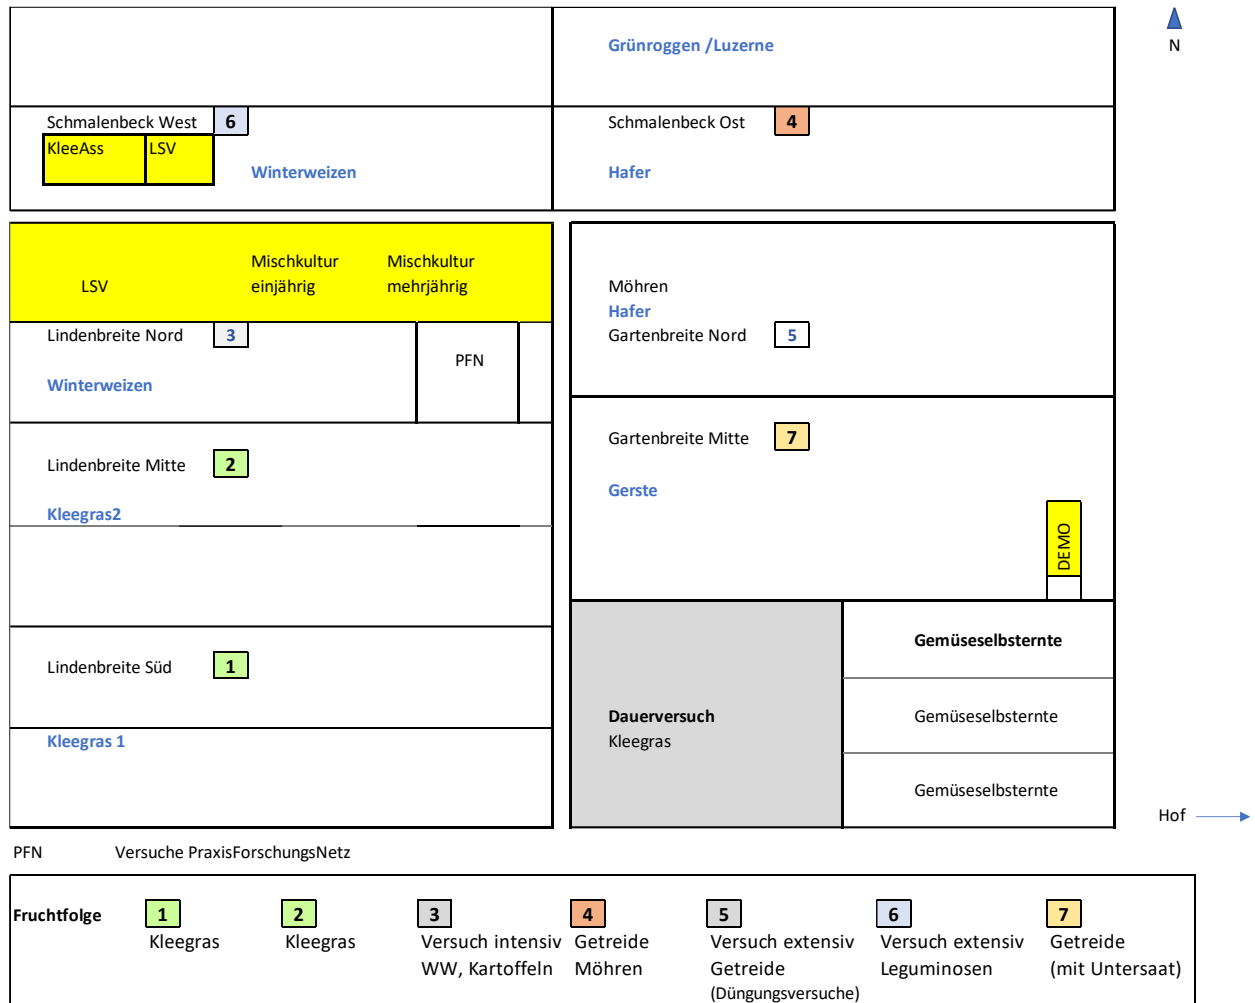 Grünroggen /Luzerne
N
Schmalenbeck West 6
KleeAss LSV
Winterweizen
Schmalenbeck Ost 4
Hafer
LSV
Mischkultur
einjährig
Mischkultur
mehrjährig
Lindenbreite Nord 3
PFN
Winterweizen
Lindenbreite Mitte 2
Kleegras2
Lindenbreite Süd 1
Kleegras 1
Möhren
Hafer
Gartenbreite Nord 5
Gartenbreite Mitte 7
Gerste
DEMO
Dauerversuch
Kleegras
Gemüseselbsternte
Gemüseselbsternte
Gemüseselbsternte
Hof
PFN Versuche PraxisForschungsNetz
Fruchtfolge
1
Kleegras
2
Kleegras
3
Versuch intensiv
WW, Kartoffeln
4
Getreide
Möhren
5
Versuch extensiv
Getreide
(Düngungsversuche)
6
Versuch extensiv
Leguminosen
7
Getreide
(mit Untersaat)